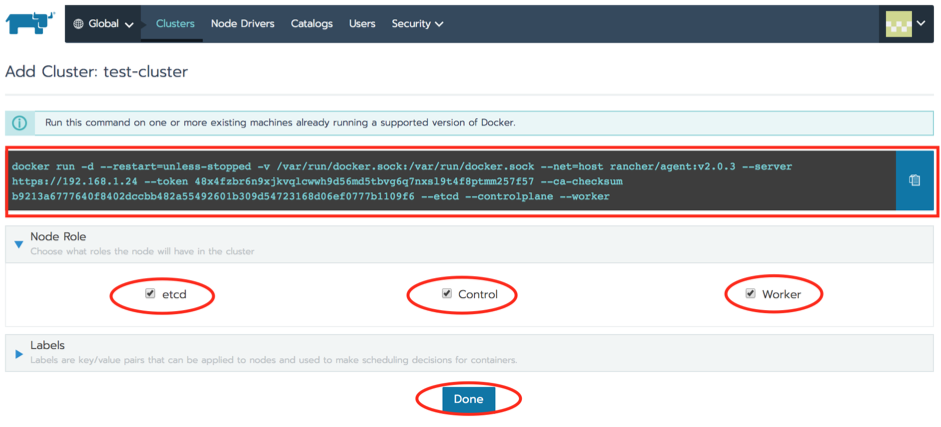 Global Clusters Node Drivers Catalogs Users Security
Add Cluster: test-cluster
Run this command on one or more existing machines already running a supported version of Docker.
docker run -d --restart=unless-stopped -v /var/run/docker.sock:/var/run/docker.sock --net=host rancher/agent:v2.0.3 --server
https://192.168.1.24 --token 48x4fzbr6n9xjkvqlcwwh9d56md5tbvg6q7nxsl9t4f8ptmm257f57 --ca-checksum
b9213a6777640f8402dccbb482a55492601b309d54723168d06ef0777b1109f6 --etcd --controlplane --worker
Node Role
Choose what roles the node will have in the cluster
etcd Control Worker
Labels
Labels are key/value pairs that can be applied to nodes and used to make scheduling decisions for containers.
Done